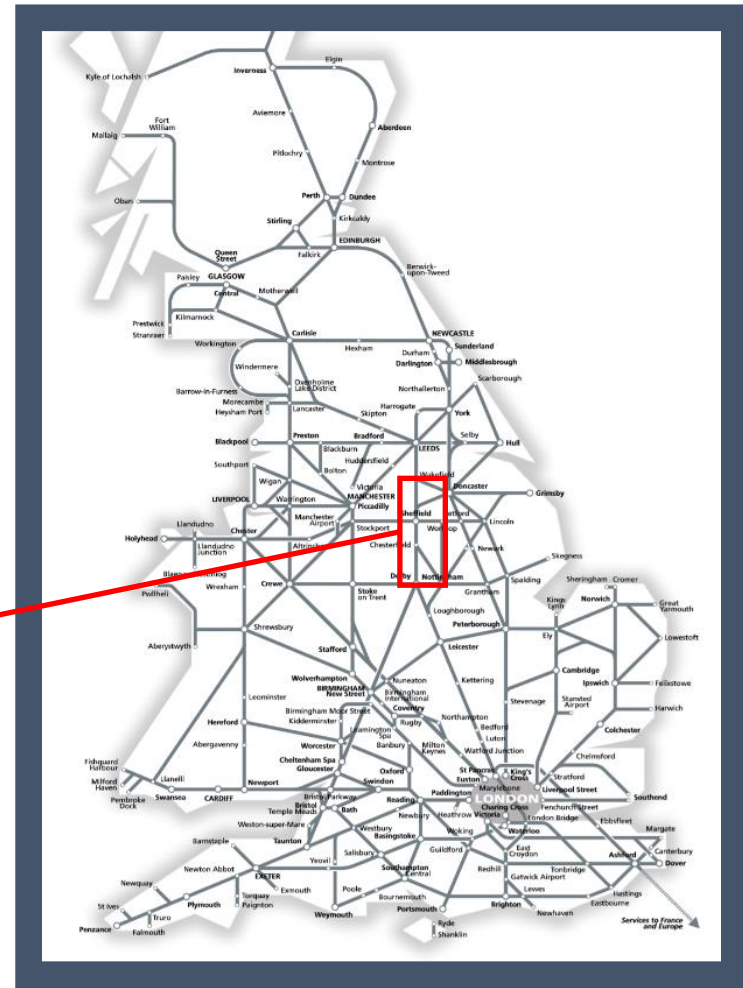 Elgin
Inverness
Kyle of Lochalsh
Aviemore
Fort
William
Aberdeen
Mallaig
Pitlochry
Montrose
Perth
Dundee
Oban
Stirling
Kirkcaldy
EDINBURGH
Queen
Street
Falkirk
Berwick-
upon-Tweed
Paisley
GLASGOW
Central
Motherwell
Kilmarnock
Prestwick
Stranraer
Carlisle
NEWCASTLE
Workington
Hexham
Sunderland
Durham
Darlington
Middlesbrough
Windermere
Scarborough
Oxenholme
Lake District
Barrow-in-Furness
Northallerton
Morecambe
Heysham Port
Lancaster
Harrogate
York
Skipton
Preston
Bradford
Selby
Blackpool
Blackburn
LEEDS
Hull
Huddersfield
Southport
Bolton
Wakefield
Wigan
Victoria
Doncaster
MANCHESTER
Grimsby
LIVERPOOL
Warrington
Piccadilly
Manchester
Airport
Sheffield
Retford
Lincoln
Llandudno
Stockport
Worksop
Holyhead
Llandudno
Junction
Chester
Altrincham
Chesterfield
Newark
Skegness
Crewe
Derby
Nottingham
Sheringham
Cromer
Pwllheli
Wrexham
Stoke
on Trent
Grantham
Spalding
Kings
Lynn
Norwich
Great
Yarmouth
Loughborough
Shrewsbury
Peterborough
Ely
Lowestoft
Aberystwyth
Stafford
Leicester
Cambridge
Wolverhampton
Nuneaton
Kettering
Ipswich
Felixstowe
BIRMINGHAM
New Street
Birmingham
International
Leominster
Stansted
Airport
Harwich
Birmingham Moor Street
Coventry
Stevenage
Kidderminster
Rugby
Northampton
Hereford
Leamington
Spa
Bedford
Colchester
Worcester
Banbury
Milton
Keynes
Luton
Abergavenny
Watford Junction
Chelmsford
Cheltenham Spa
Fishguard
Harbour
Gloucester
Oxford
St Pancras
King's
Cross
Stratford
Milford
Haven
Llanelli
Newport
Swindon
Euston
Marylebone
Liverpool Street
Pembroke
Dock
Swansea
CARDIFF
Bristol Parkway
Reading
Paddington
LONDON
Fenchurch Street
Southend
Bristol
Temple Meads
Bath
Newbury
Heathrow
Charing Cross
Victoria
London Bridge
Ebbsfleet
Weston-super-Mare
Westbury
Basingstoke
Woking
Waterloo
Margate
Barnstaple
Taunton
Guildford
East
Croydon
Canterbury
Salisbury
Ashford
Dover
Newton Abbot
Yeovil
Southampton
Central
Redhill
Tonbridge
EXETER
Gatwick Airport
Newquay
Exmouth
Poole
Lewes
Hastings
Torquay
Bournemouth
Eastbourne
St Ives
Plymouth
Paignton
Weymouth
Portsmouth
Brighton
Newhaven
Truro
Ryde
Services to France
and Europe
Penzance
Falmouth
Shanklin